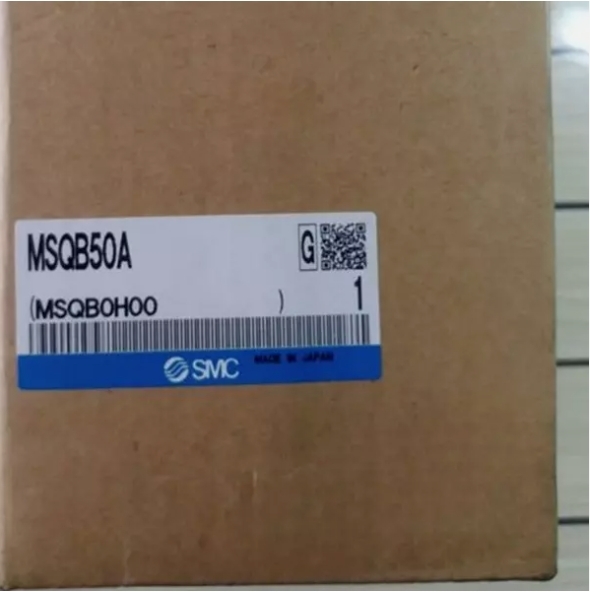 MSQB50A G
(MSQB0H00 ) 1
SMC MADE IN JAPAN